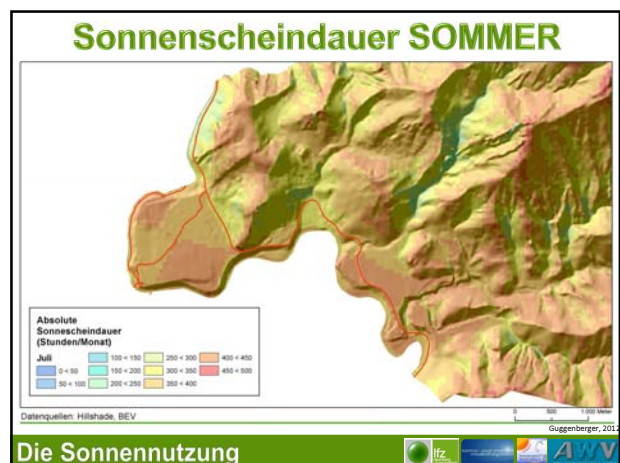 Sonnenscheindauer SOMMER
Absolute
Sonnescheindauer
(Stunden/Monat)
Juli
0 < 50
50 < 100
100 < 150
150 < 200
200 < 250
250 < 300
300 < 350
350 < 400
400 < 450
450 < 500
Datenquellen: Hillshade, BEV
0 500 1.000 Meter
Guggenberger, 2012
Die Sonnennutzung
lfz
AWV